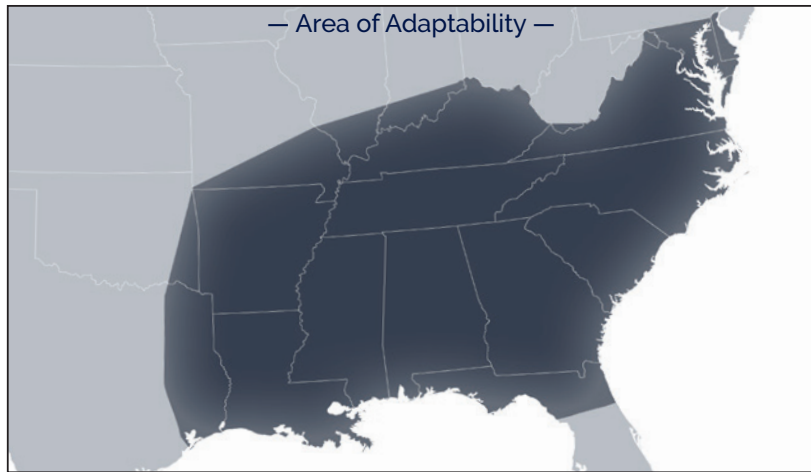 — Area of Adaptability —